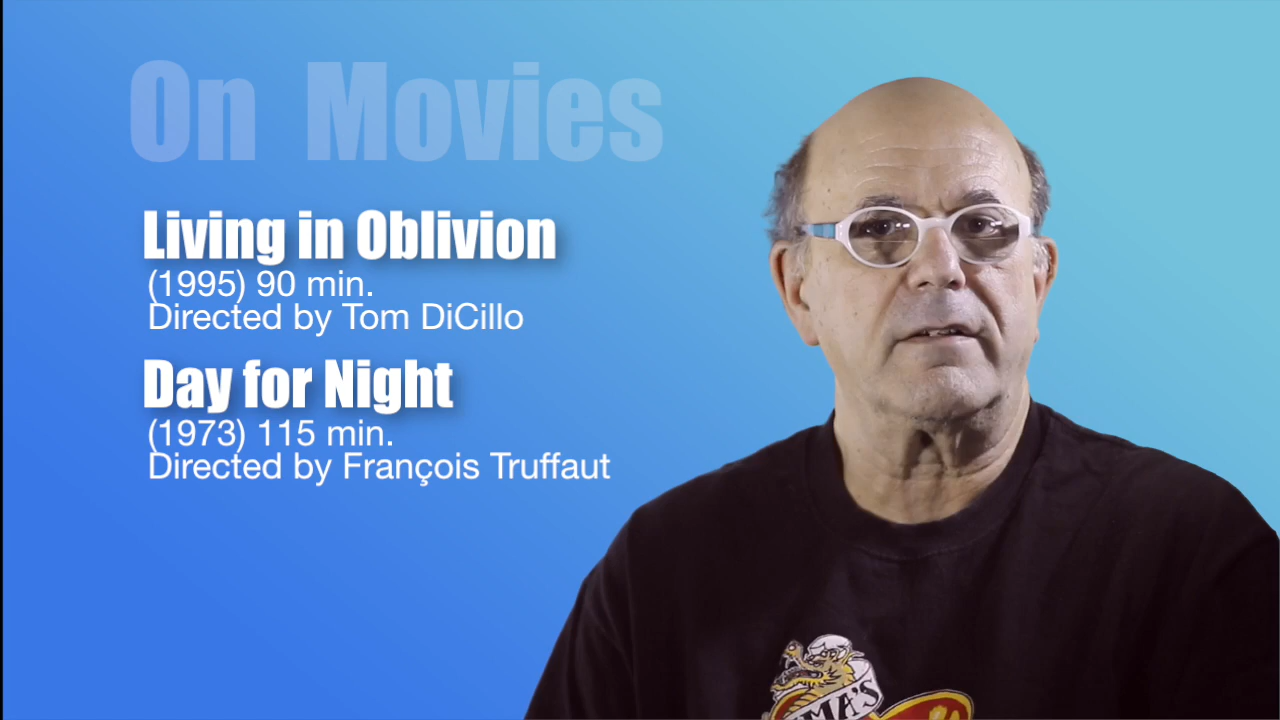 On Movies
Living in Oblivion
(1995) 90 min.
Directed by Tom DiCillo
Day for Night
(1973) 115 min.
Directed by François Truffaut